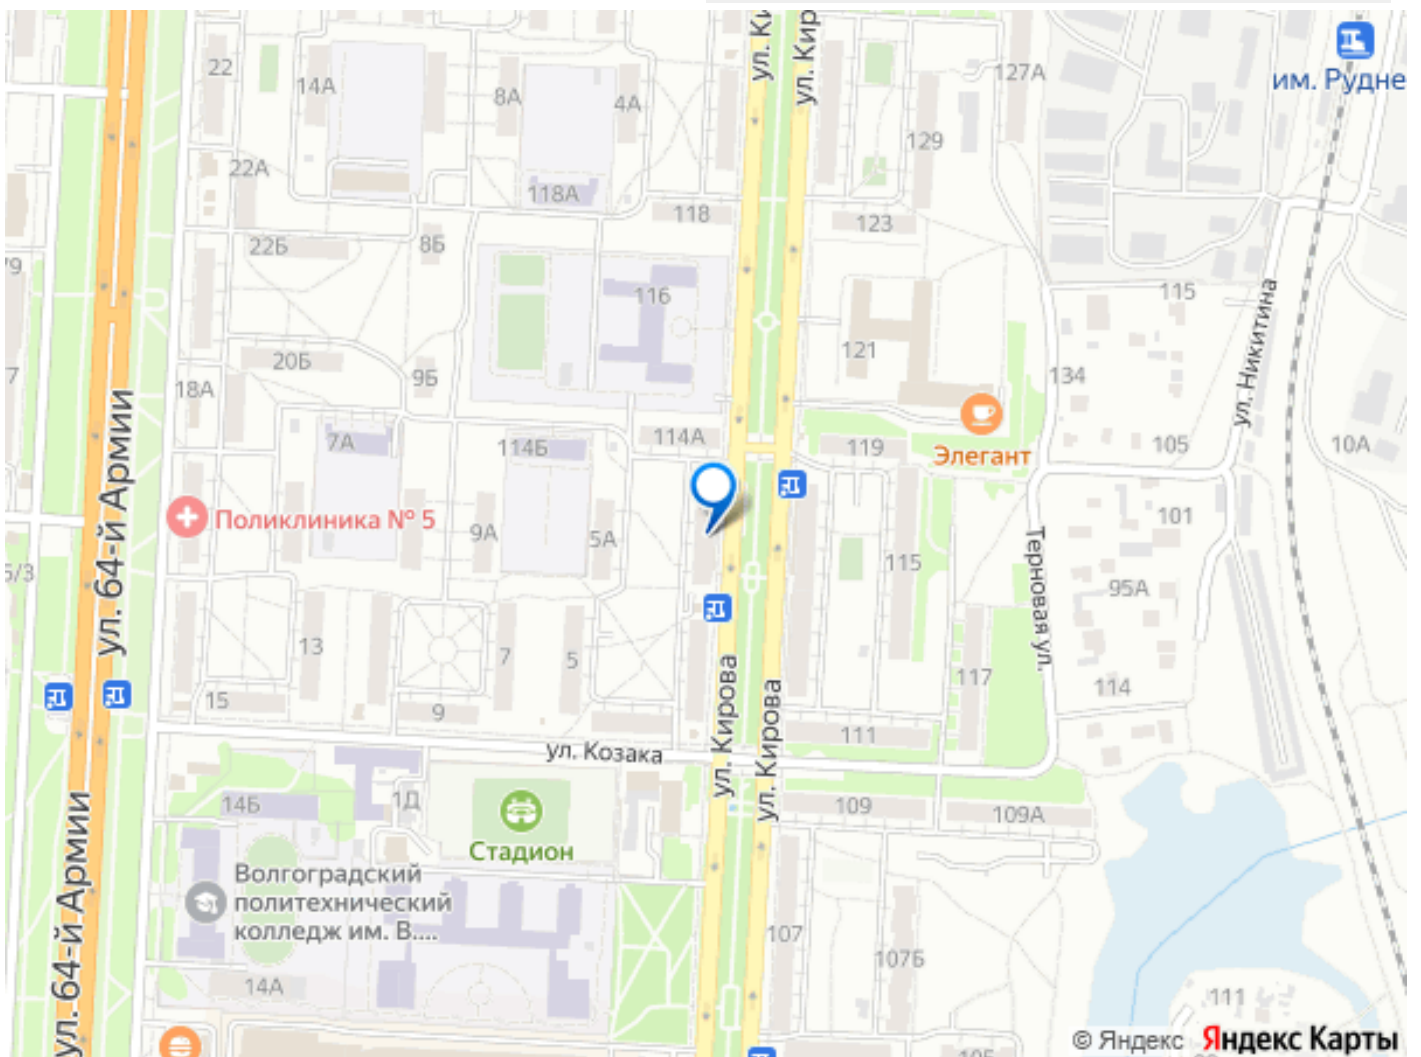 ул. Ки
ул. Кир
22
14А
8А
4А
127А
им. Рудне
129
22А
118А
118
123
22Б
8Б
116
115
121
20Б
9Б
18А
134
ул. Никитина
7А
114Б
114А
119
105
10А
Элегант
ул. 64-й Армии
Поликлиника № 5
9А
5А
101
115
95А
Терновая ул.
13
7
5
117
114
15
9
111
ул. Кирова
ул. Кирова
ул. Козака
14Б
1Д
109
109А
Стадион
ул. 64-й Армии
Волгоградский
политехнический
колледж им. В....
107
107Б
14А
111
© Яндекс Яндекс Карты